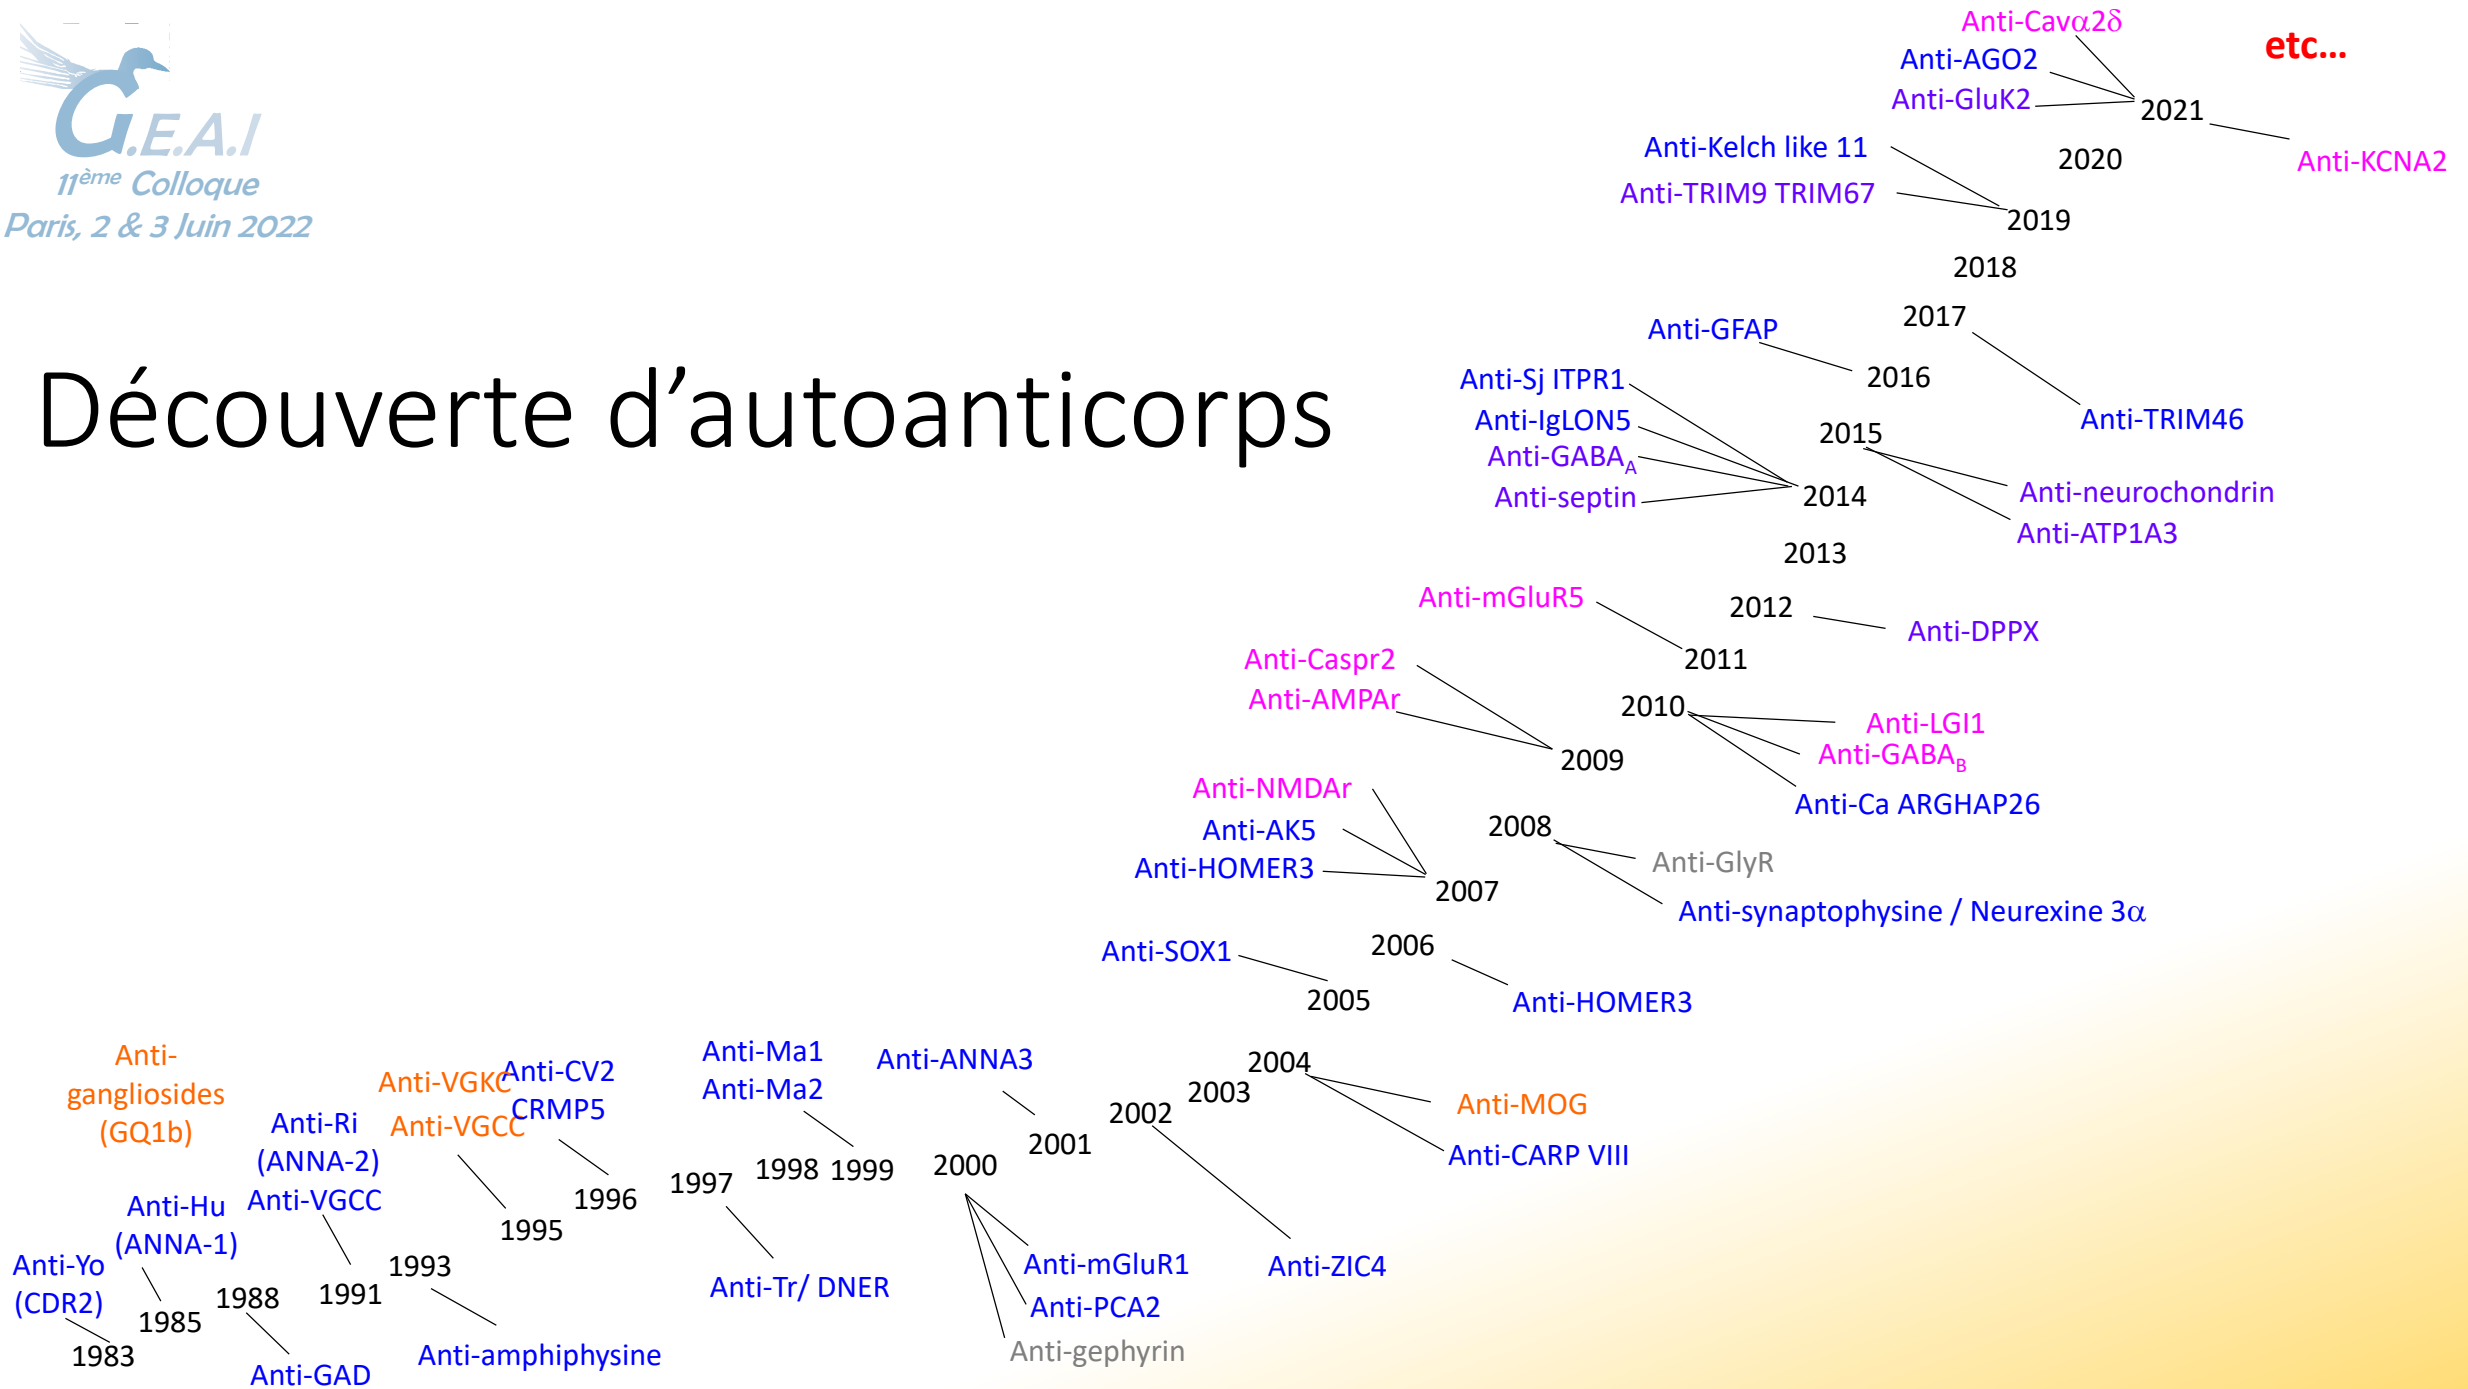 G.E.A.I
11ème Colloque
Paris, 2 & 3 Juin 2022
Découverte d’autoanticorps
etc...
Anti-Cavα2δ
Anti-AGO2
Anti-GluK2
2021
Anti-KCNA2
2020
Anti-Kelch like 11
Anti-TRIM9 TRIM67
2019
2018
2017
Anti-TRIM46
Anti-GFAP
2016
2015
Anti-neurochondrin
Anti-ATP1A3
Anti-Sj ITPR1
Anti-IgLON5
Anti-GABAA
Anti-septin
2014
2013
2012
Anti-DPPX
Anti-mGluR5
2011
2010
Anti-LGI1
Anti-GABAB
Anti-Ca ARGHAP26
Anti-Caspr2
Anti-AMPAr
2009
2008
Anti-GlyR
Anti-synaptophysine / Neurexine 3α
Anti-NMDAr
Anti-AK5
Anti-HOMER3
2007
2006
Anti-HOMER3
Anti-SOX1
2005
2004
Anti-MOG
Anti-CARP VIII
2003
2002
Anti-ZIC4
Anti-ANNA3
2001
2000
Anti-mGluR1
Anti-PCA2
Anti-gephyrin
Anti-Ma1
Anti-Ma2
1999
1998
1997
Anti-Tr/ DNER
Anti-CV2
CRMP5
1996
Anti-VGKC
Anti-VGCC
1995
1993
Anti-amphiphysine
Anti-Ri
(ANNA-2)
Anti-VGCC
1991
1988
Anti-GAD
Anti-
gangliosides
(GQ1b)
Anti-Hu
(ANNA-1)
1985
Anti-Yo
(CDR2)
1983